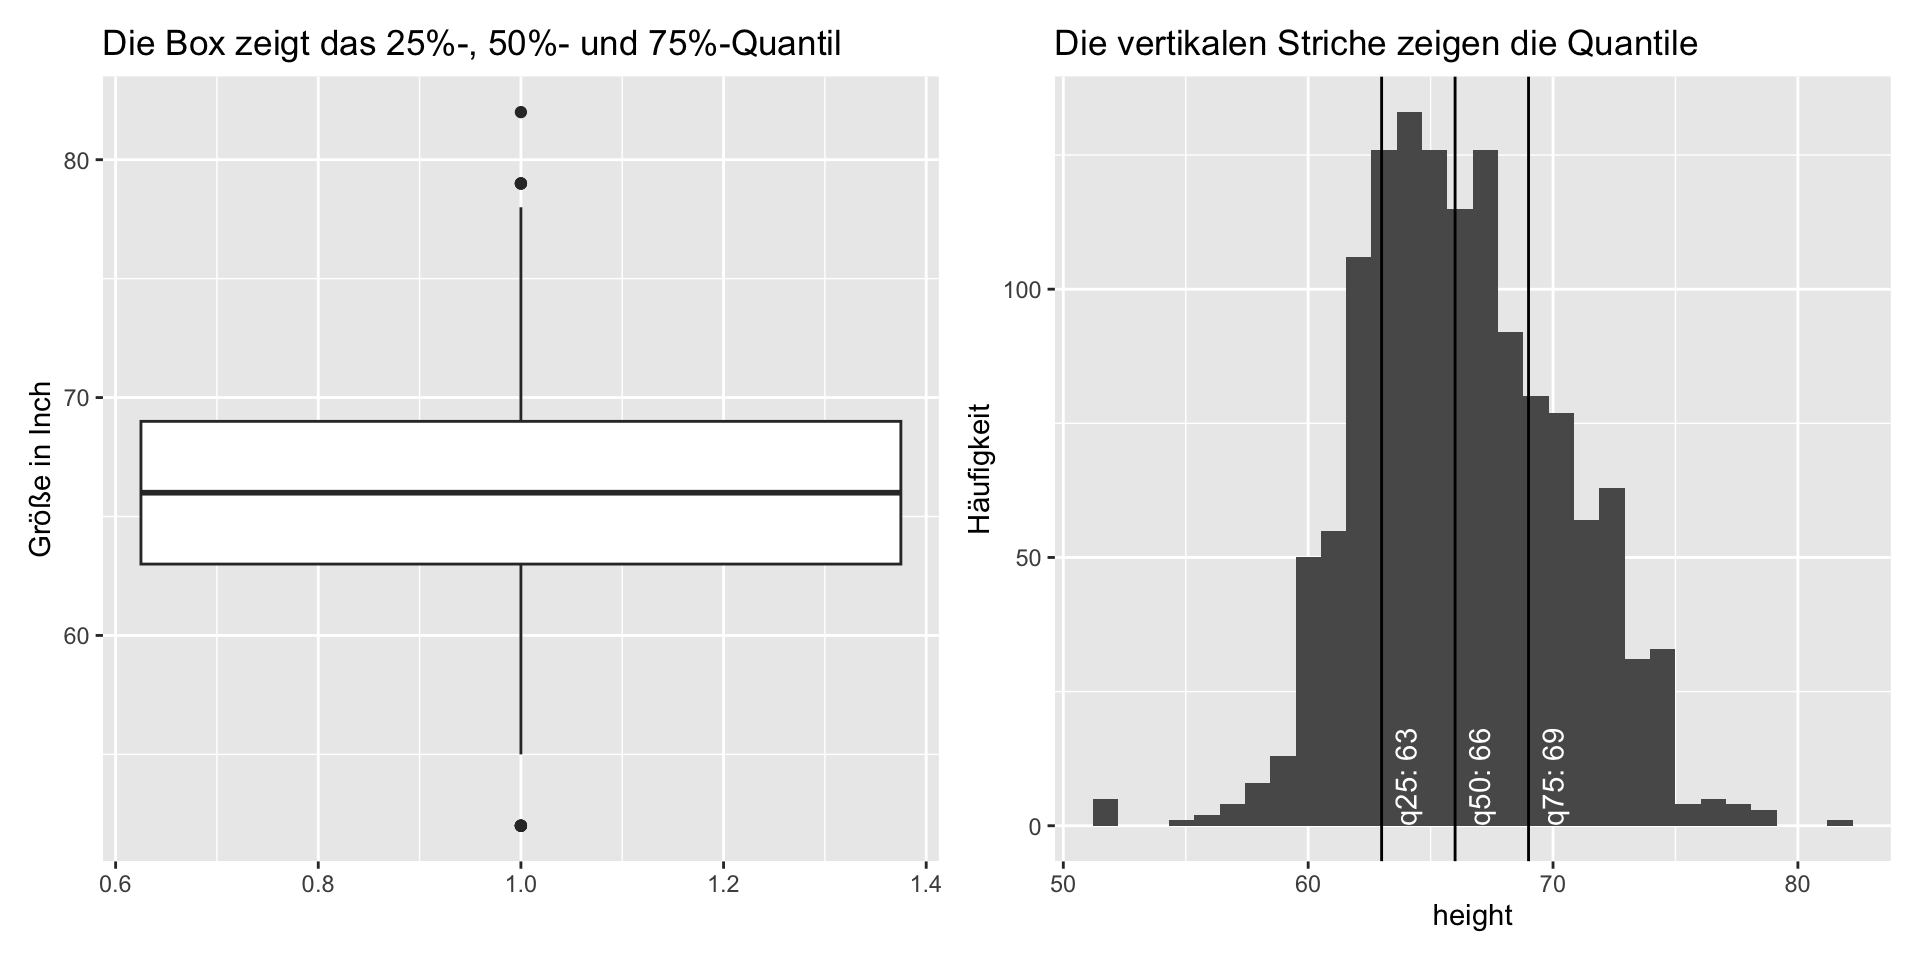 Die Box zeigt das 25%-, 50%- und 75%-Quantil
Größe in Inch
80
70
60
0.6 0.8 1.0 1.2 1.4
Die vertikalen Striche zeigen die Quantile
Häufigkeit
100
50
0
q25: 63
q50: 66
q75: 69
50 60 70 80
height